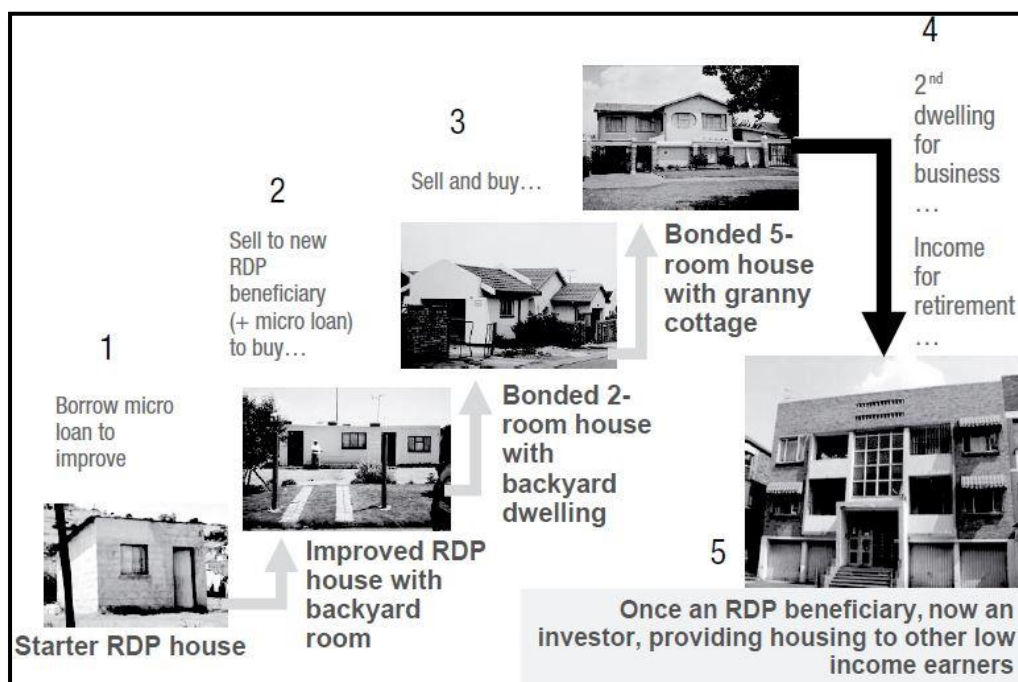 1
Borrow micro
loan to
improve
Starter RDP house
2
Sell to new
RDP
beneficiary
(+ micro loan)
to buy…
Improved RDP
house with
backyard
room
3
Sell and buy…
Bonded 2-
room house
with
backyard
dwelling
Bonded 5-
room house
with granny
cottage
4
2nd
dwelling
for
business
…
Income
for
retirement
…
5
Once an RDP beneficiary, now an
investor, providing housing to other low
income earners